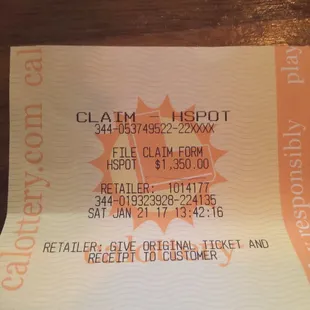 CLAIM - HSPOT
344-053749522-22XXXX
FILE CLAIM FORM
HSPOT $1,350.00
RETAILER: 1014177
344-019323928-224135
SAT JAN 21 17 13:42:16
RETAILER: GIVE ORIGINAL TICKET AND
RECEIPT TO CUSTOMER
calottery.com cal
play
responsibly